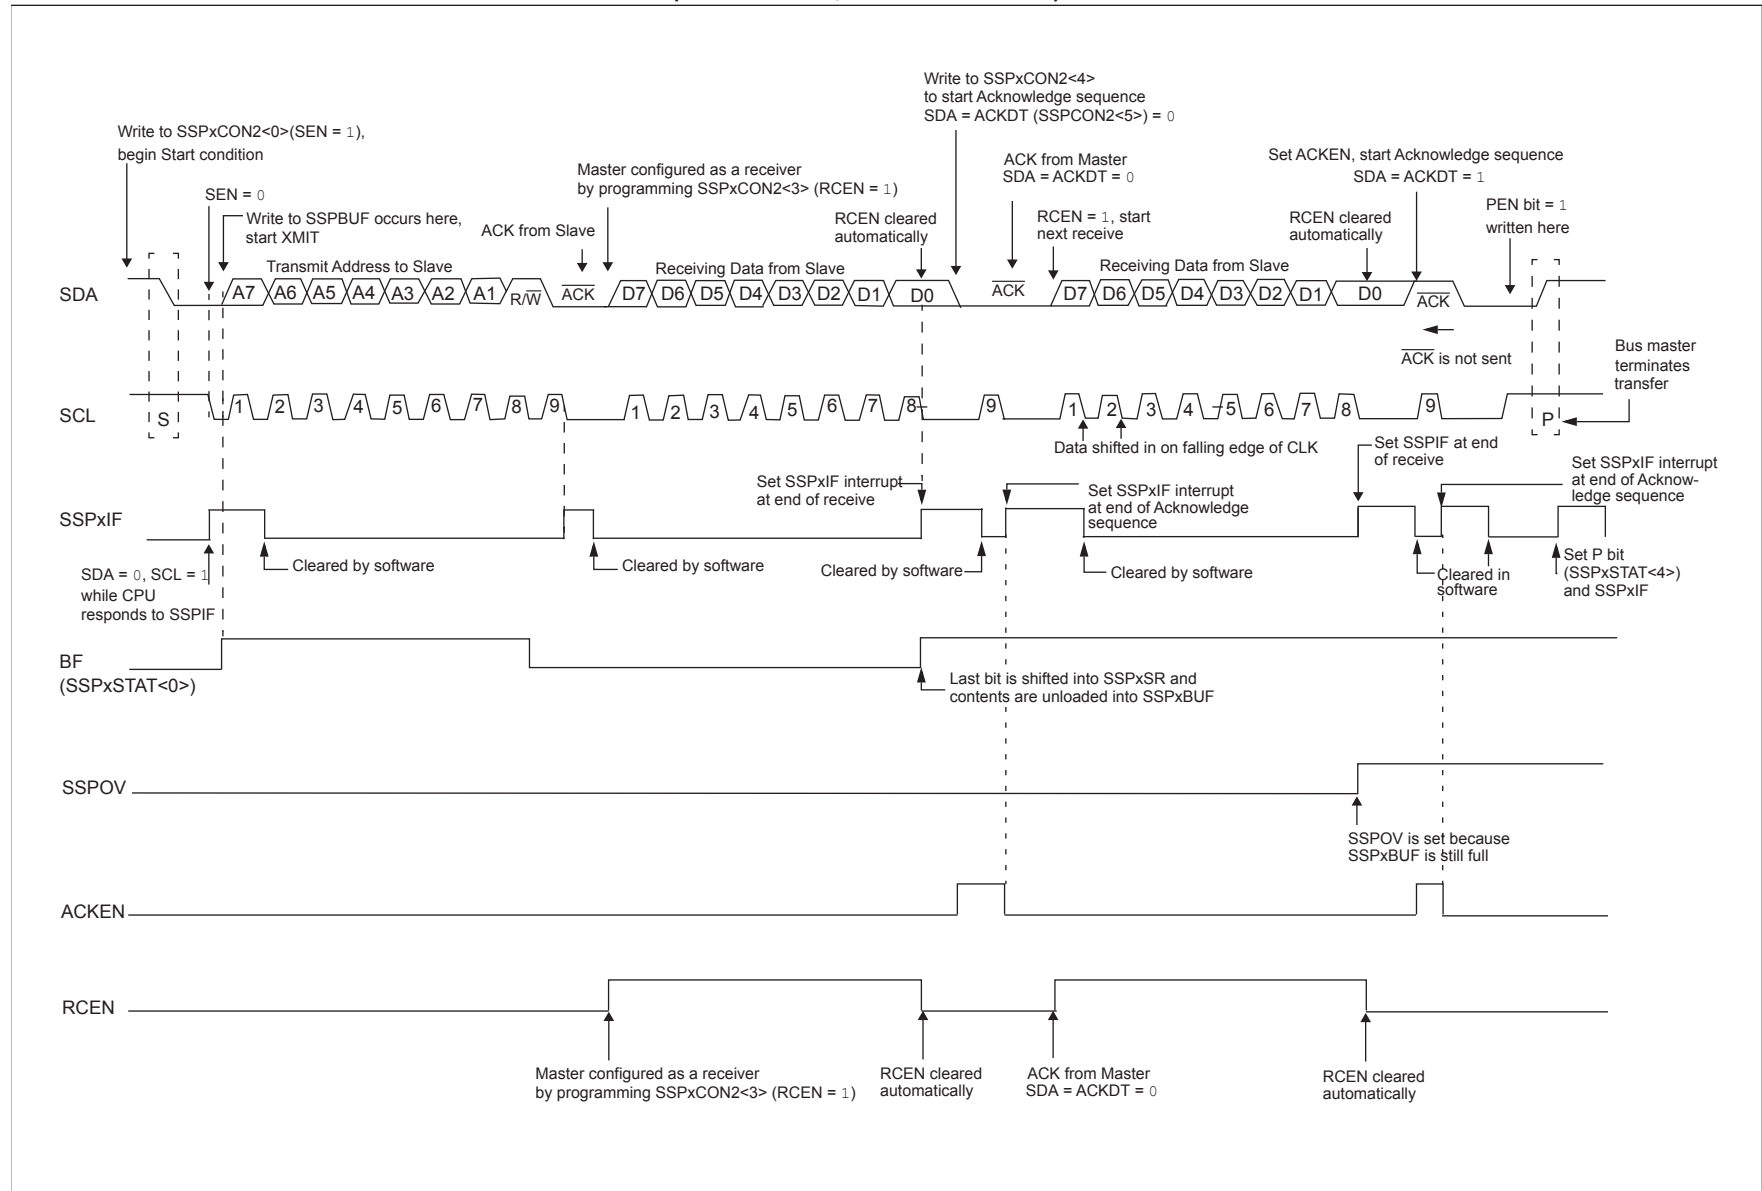 Write to SSPxCON2<4>
to start Acknowledge sequence
SDA = ACKDT (SSPCON2<5>) = 0
Write to SSPxCON2<0>(SEN = 1),
begin Start condition
SEN = 0
Write to SSPBUF occurs here,
start XMIT
ACK from Slave
Master configured as a receiver
by programming SSPxCON2<3> (RCEN = 1)
RCEN cleared
automatically
ACK from Master
SDA = ACKDT = 0
RCEN = 1, start
next receive
Set ACKEN, start Acknowledge sequence
SDA = ACKDT = 1
RCEN cleared
automatically
PEN bit = 1
written here
Transmit Address to Slave
Receiving Data from Slave
Receiving Data from Slave
SDA A7 A6 A5 A4 A3 A2 A1 R/W ACK D7 D6 D5 D4 D3 D2 D1 D0 ACK D7 D6 D5 D4 D3 D2 D1 D0 ACK
ACK is not sent
Bus master
terminates
transfer
SCL S 1 2 3 4 5 6 7 8 9 1 2 3 4 5 6 7 8 9 1 2 3 4 5 6 7 8 9 P
Data shifted in on falling edge of CLK
Set SSPIF at end
of receive
Set SSPxIF interrupt
at end of receive
Set SSPxIF interrupt
at end of Acknowledge
sequence
Set SSPxIF interrupt
at end of Acknow-
ledge sequence
SSPxIF
SDA = 0, SCL = 1
while CPU
responds to SSPIF
Cleared by software
Cleared by software
Cleared by software
Cleared by software
Cleared in
software
Set P bit
(SSPxSTAT<4>)
and SSPxIF
BF
(SSPxSTAT<0>)
Last bit is shifted into SSPxSR and
contents are unloaded into SSPxBUF
SSPOV
SSPOV is set because
SSPxBUF is still full
ACKEN
RCEN
Master configured as a receiver
by programming SSPxCON2<3> (RCEN = 1)
RCEN cleared
automatically
ACK from Master
SDA = ACKDT = 0
RCEN cleared
automatically